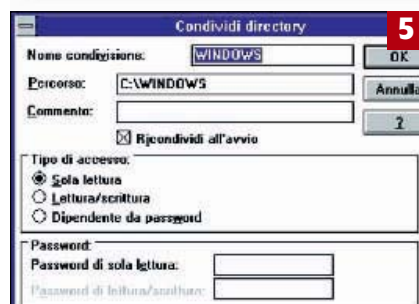 Condividi directory
5
Nome condivisione: WINDOWS
OK
Percorso: C:\WINDOWS
Annulla
Commento:
?
Ricondividi all'avvio
Tipo di accesso:
Sola lettura
Lettura/scrittura
Dipendente da password
Password:
Password di sola lettura:
Password di lettura/scrittura: